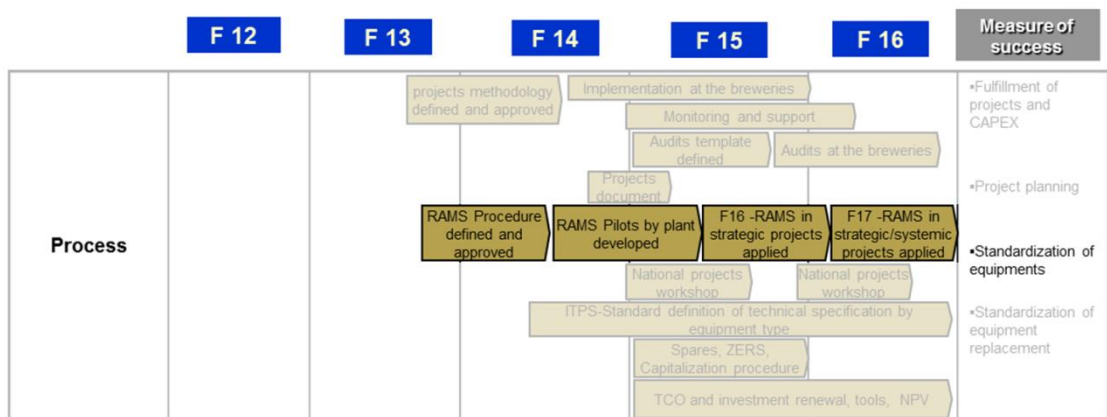 F 12
F 13
F 14
F 15
F 16
Measure of
success
projects methodology
defined and approved
Implementation at the breweries
Monitoring and support
Audits template
defined
Audits at the breweries
Projects
document
RAMS Procedure
defined and
approved
RAMS Pilots by plant
developed
F16 -RAMS in
strategic projects
applied
F17 -RAMS in
strategic/systemic
projects applied
National projects
workshop
National projects
workshop
ITPS-Standard definition of technical specification by
equipment type
Spares, ZERS,
Capitalization procedure
TCO and investment renewal, tools, NPV
Process
▪Fulfillment of
projects and
CAPEX
▪Project planning
▪Standardization of
equipments
▪Standardization of
equipment
replacement